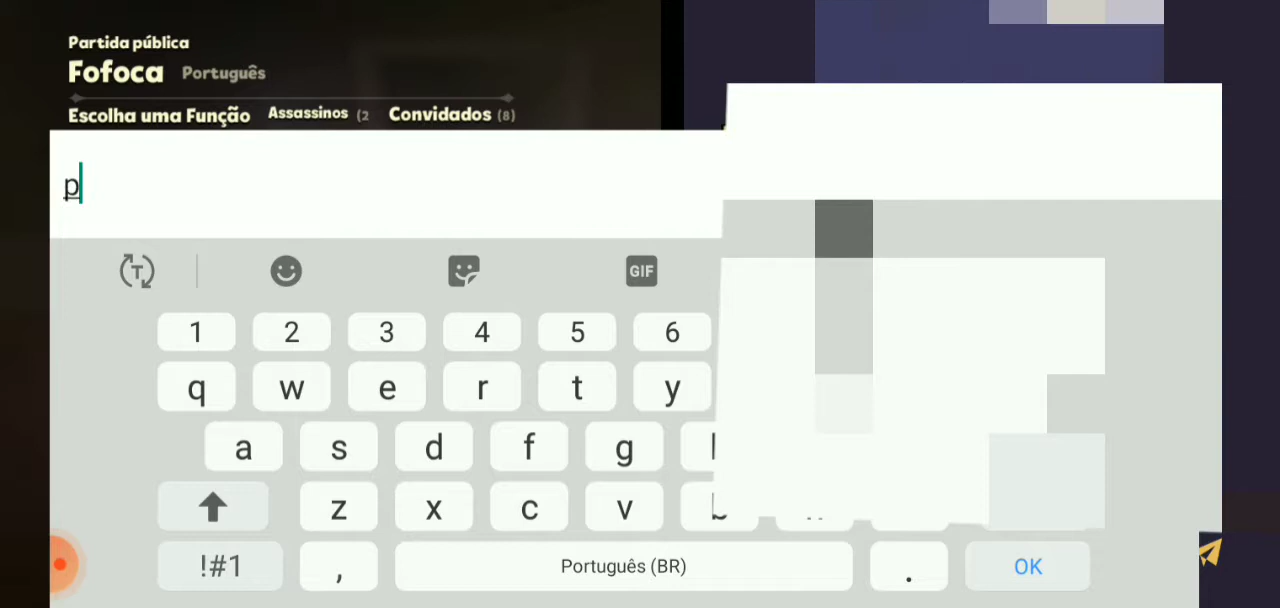 Partida pública
Fofoca Português
Escolha uma Função Assassinos (2 Convidados (8)
p
T GIF
1 2 3 4 5 6
q w e r t y
a s d f g
z x c v
!#1 , Português (BR) . OK